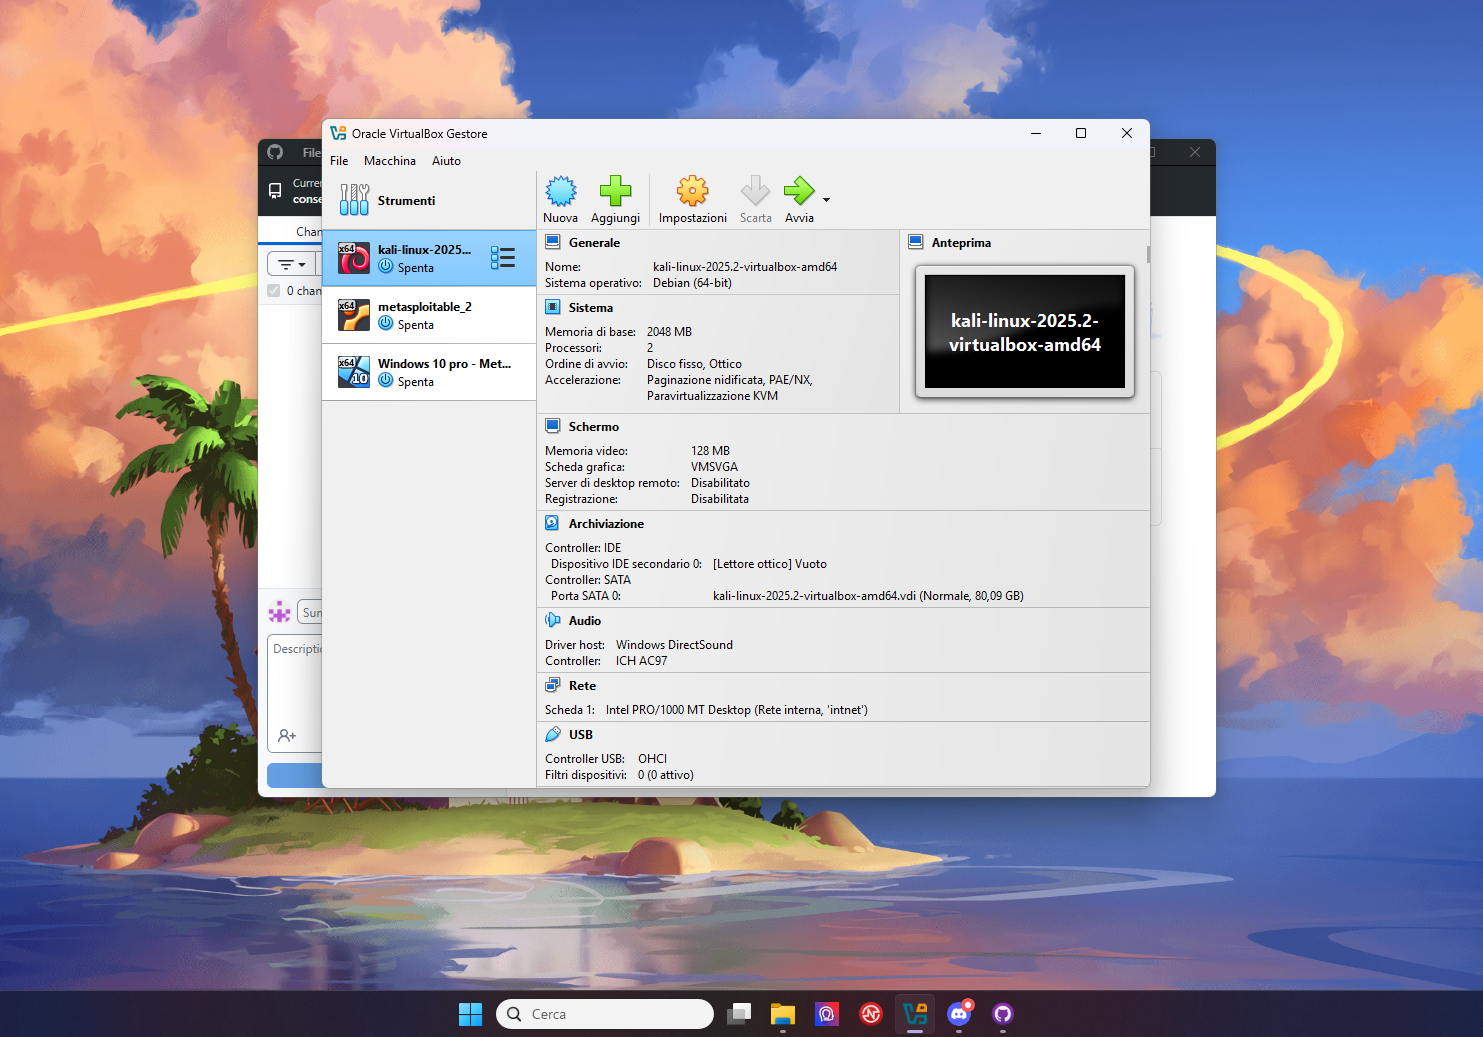 Oracle VirtualBox Gestore
File
Macchina
Aiuto
Strumenti
Nuova
Aggiungi
Impostazioni
Scarta
Avvia
x64
kali-linux-2025...
Spenta
x64
metasploitable_2
Spenta
x64
10
Windows 10 pro - Met...
Spenta
Generale
Nome: kali-linux-2025.2-virtualbox-amd64
Sistema operativo: Debian (64-bit)
Sistema
Memoria di base: 2048 MB
Processori: 2
Ordine di avvio: Disco fisso, Ottico
Accelerazione: Paginazione nidificata, PAE/NX,
Paravirtualizzazione KVM
Anteprima
kali-linux-2025.2-
virtualbox-amd64
Schermo
Memoria video: 128 MB
Scheda grafica: VMSVGA
Server di desktop remoto: Disabilitato
Registrazione: Disabilitata
Archiviazione
Controller: IDE
Dispositivo IDE secondario 0: [Lettore ottico] Vuoto
Controller: SATA
Porta SATA 0: kali-linux-2025.2-virtualbox-amd64.vdi (Normale, 80,09 GB)
Audio
Driver host: Windows DirectSound
Controller: ICH AC97
Rete
Scheda 1: Intel PRO/1000 MT Desktop (Rete interna, 'intnet')
USB
Controller USB: OHCI
Filtri dispositivi: 0 (0 attivo)
File
Curre
conse
Chan
0 chan
Sun
Descriptio
Cerca